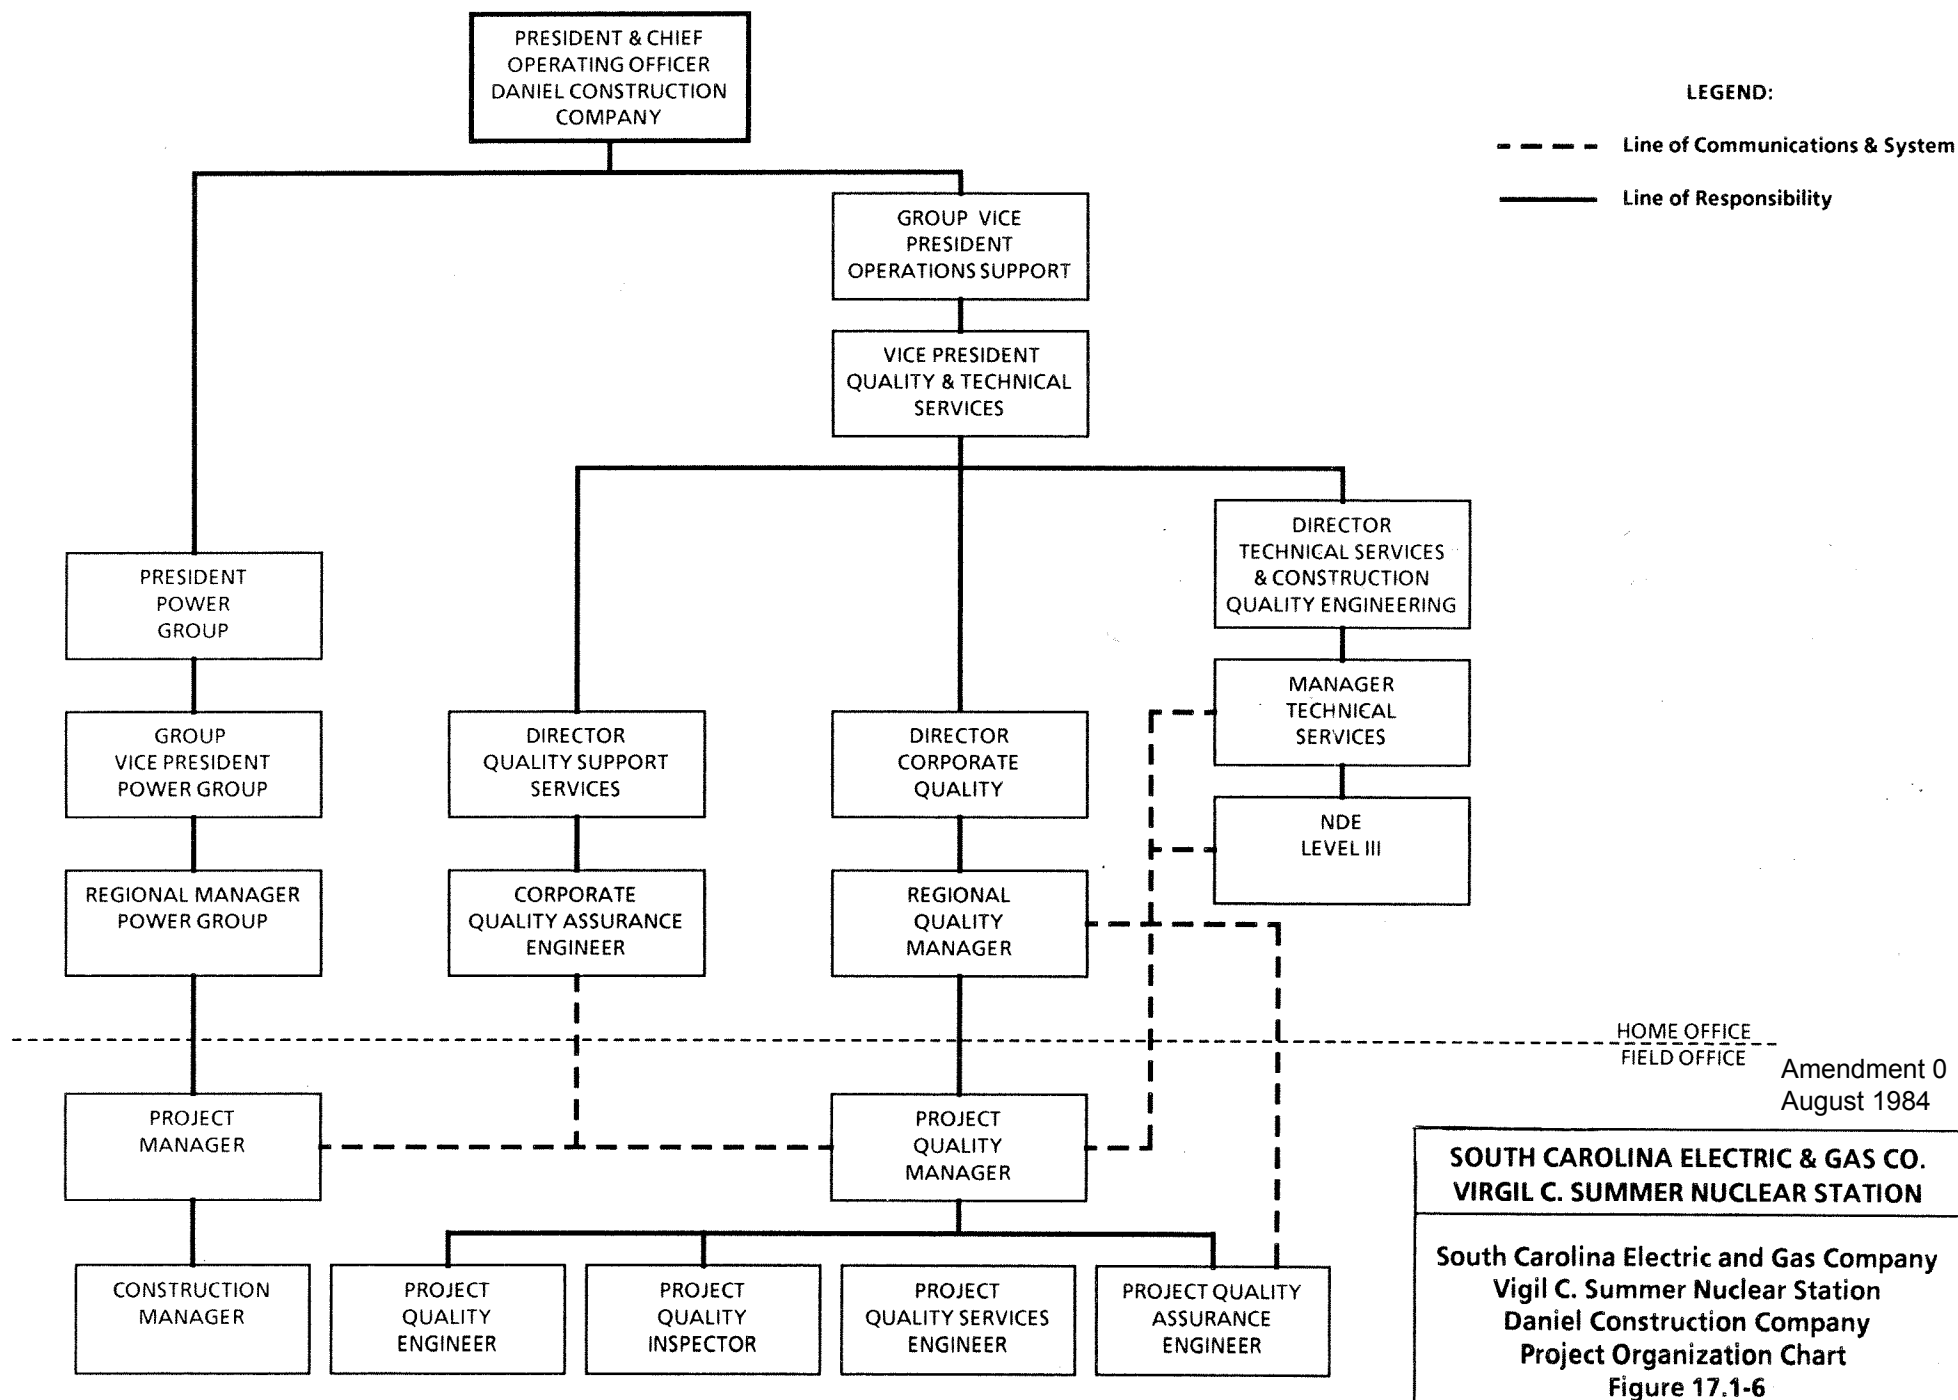 PRESIDENT & CHIEF
OPERATING OFFICER
DANIEL CONSTRUCTION
COMPANY
LEGEND:
Line of Communications & System
Line of Responsibility
GROUP VICE
PRESIDENT
OPERATIONS SUPPORT
VICE PRESIDENT
QUALITY & TECHNICAL
SERVICES
DIRECTOR
TECHNICAL SERVICES
& CONSTRUCTION
QUALITY ENGINEERING
PRESIDENT
POWER
GROUP
MANAGER
TECHNICAL
SERVICES
GROUP
VICE PRESIDENT
POWER GROUP
DIRECTOR
QUALITY SUPPORT
SERVICES
DIRECTOR
CORPORATE
QUALITY
NDE
LEVEL III
REGIONAL MANAGER
POWER GROUP
CORPORATE
QUALITY ASSURANCE
ENGINEER
REGIONAL
QUALITY
MANAGER
HOME OFFICE
FIELD OFFICE
Amendment 0
August 1984
PROJECT
MANAGER
PROJECT
QUALITY
MANAGER
CONSTRUCTION
MANAGER
PROJECT
QUALITY
ENGINEER
PROJECT
QUALITY
INSPECTOR
PROJECT
QUALITY SERVICES
ENGINEER
PROJECT QUALITY
ASSURANCE
ENGINEER
SOUTH CAROLINA ELECTRIC & GAS CO.
VIRGIL C. SUMMER NUCLEAR STATION
South Carolina Electric and Gas Company
Vigil C. Summer Nuclear Station
Daniel Construction Company
Project Organization Chart
Figure 17.1-6